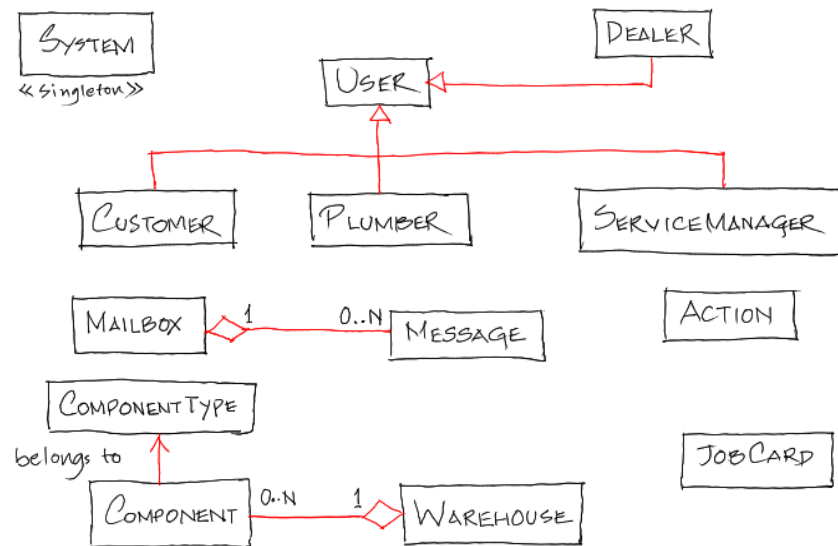 SYSTEM
<<singleton>>
DEALER
USER
CUSTOMER
PLUMBER
SERVICEMANAGER
MAILBOX
1
0..N
MESSAGE
ACTION
COMPONENTTYPE
belongs to
JOBCARD
COMPONENT
0..N
1
WAREHOUSE